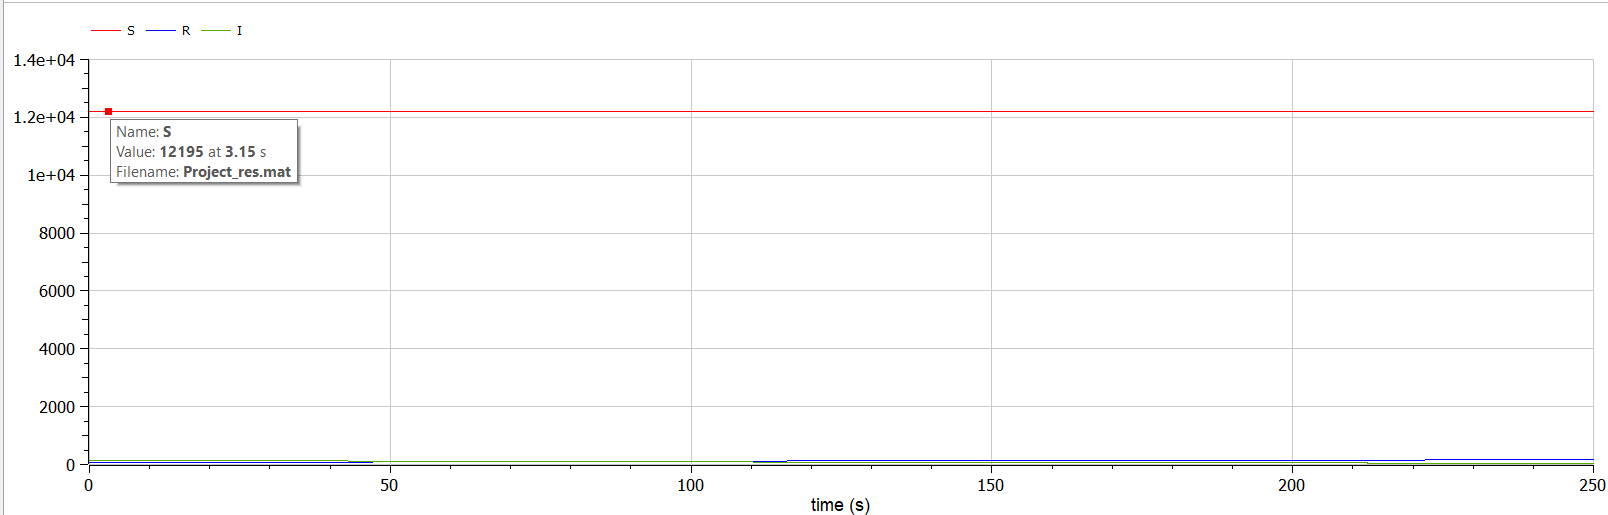 S R I
1.4e+04
1.2e+04
Name: S
Value: 12195 at 3.15 s
Filename: Project_res.mat
1e+04
8000
6000
4000
2000
0
0 50 100 150 200 250
time (s)